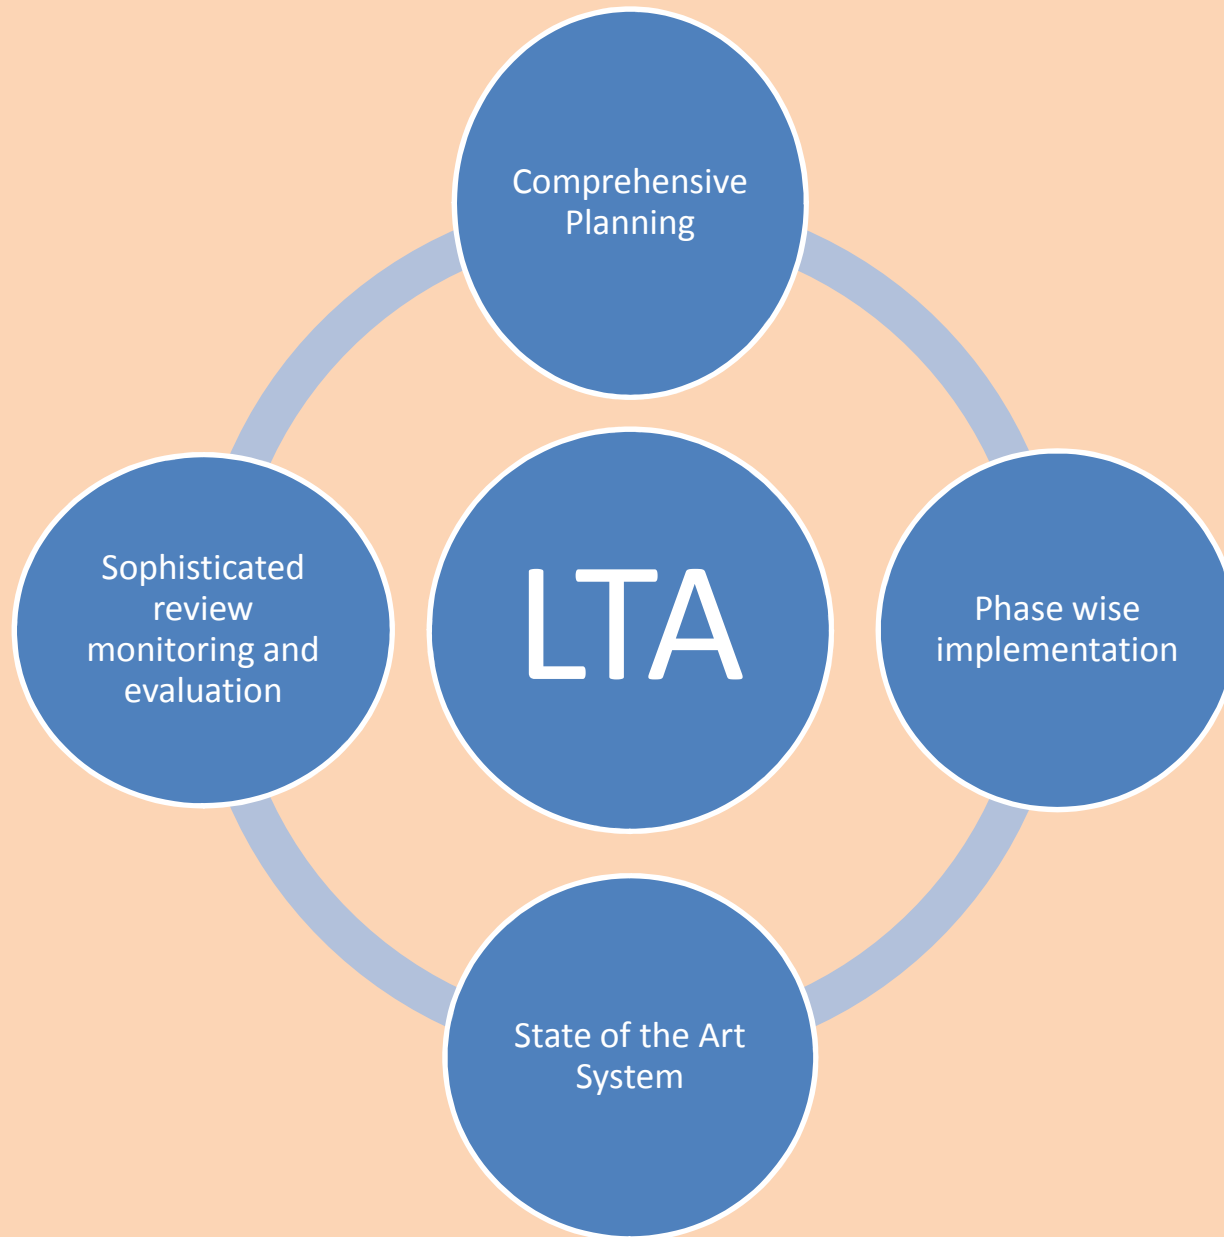 Comprehensive
Planning
Sophisticated
review
monitoring and
evaluation
LTA
Phase wise
implementation
State of the Art
System